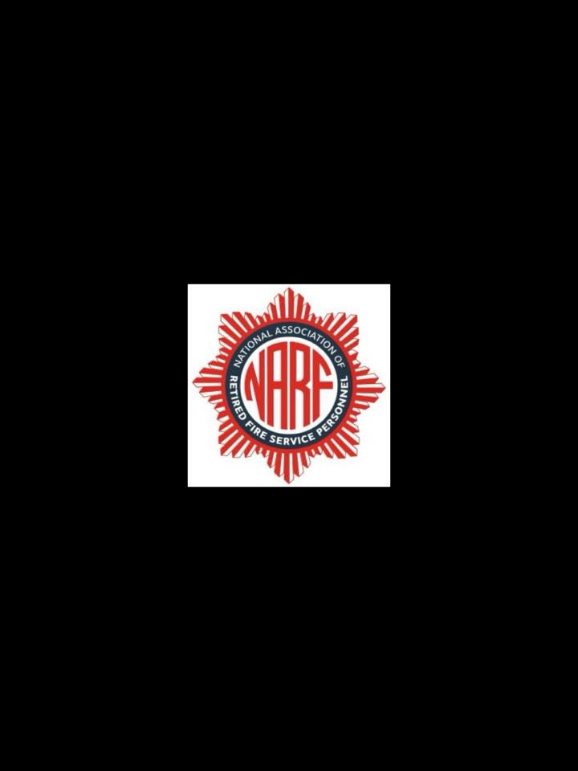 NATIONAL ASSOCIATION OF
NARF
RETIRED FIRE SERVICE PERSONNEL